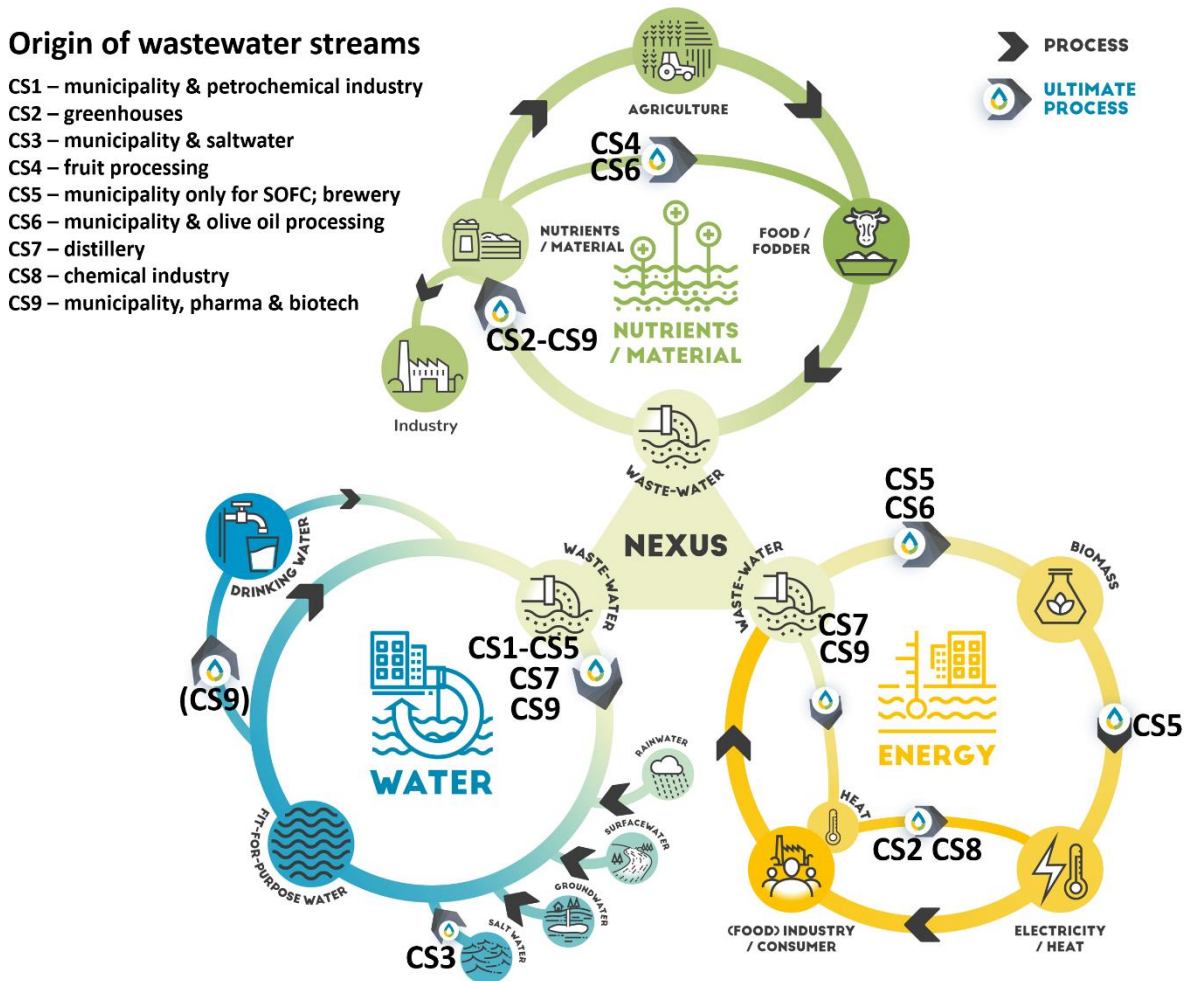 Origin of wastewater streams
CS1 – municipality & petrochemical industry
CS2 – greenhouses
CS3 – municipality & saltwater
CS4 – fruit processing
CS5 – municipality only for SOFC; brewery
CS6 – municipality & olive oil processing
CS7 – distillery
CS8 – chemical industry
CS9 – municipality, pharma & biotech
PROCESS
ULTIMATE
PROCESS
AGRICULTURE
CS4
CS6
NUTRIENTS
/ MATERIAL
FOOD /
FODDER
CS2-CS9
NUTRIENTS
/ MATERIAL
Industry
WASTE-WATER
NEXUS
WASTE-WATER
WASTE-WATER
DRINKING WATER
(CS9)
CS1-CS5
CS7
CS9
WATER
FIT-FOR-PURPOSE WATER
RAINWATER
SURFACEWATER
GROUNDWATER
SALT WATER
CS3
CS5
CS6
BIOMASS
CS7
CS9
ENERGY
CS5
HEAT
CS2 CS8
(FOOD) INDUSTRY
/ CONSUMER
ELECTRICITY
/ HEAT